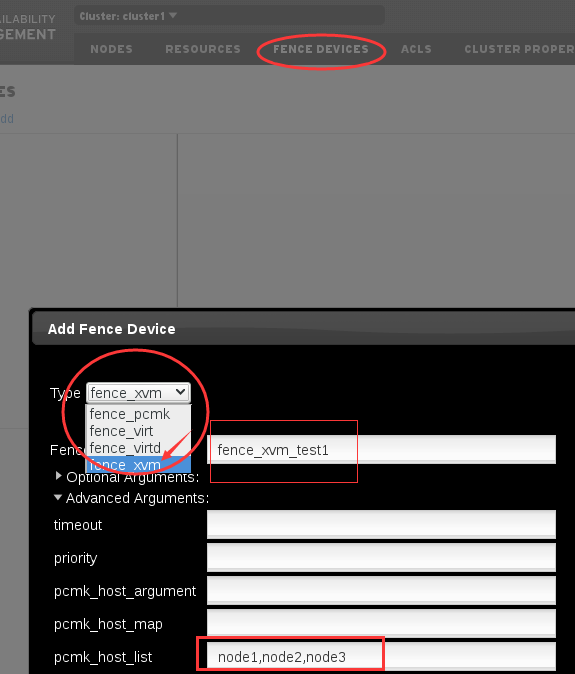 AILABILITY
GEMENT
Cluster: cluster1
NODES RESOURCES FENCE DEVICES ACLS CLUSTER PROPER
ES
dd
Add Fence Device
Type fence_xvm
fence_pcmk
fence_virt
fence_virtd
fence_xvm
Fenc fence_xvm_test1
Optional Arguments:
Advanced Arguments:
timeout
priority
pcmk_host_argument
pcmk_host_map
pcmk_host_list node1,node2,node3